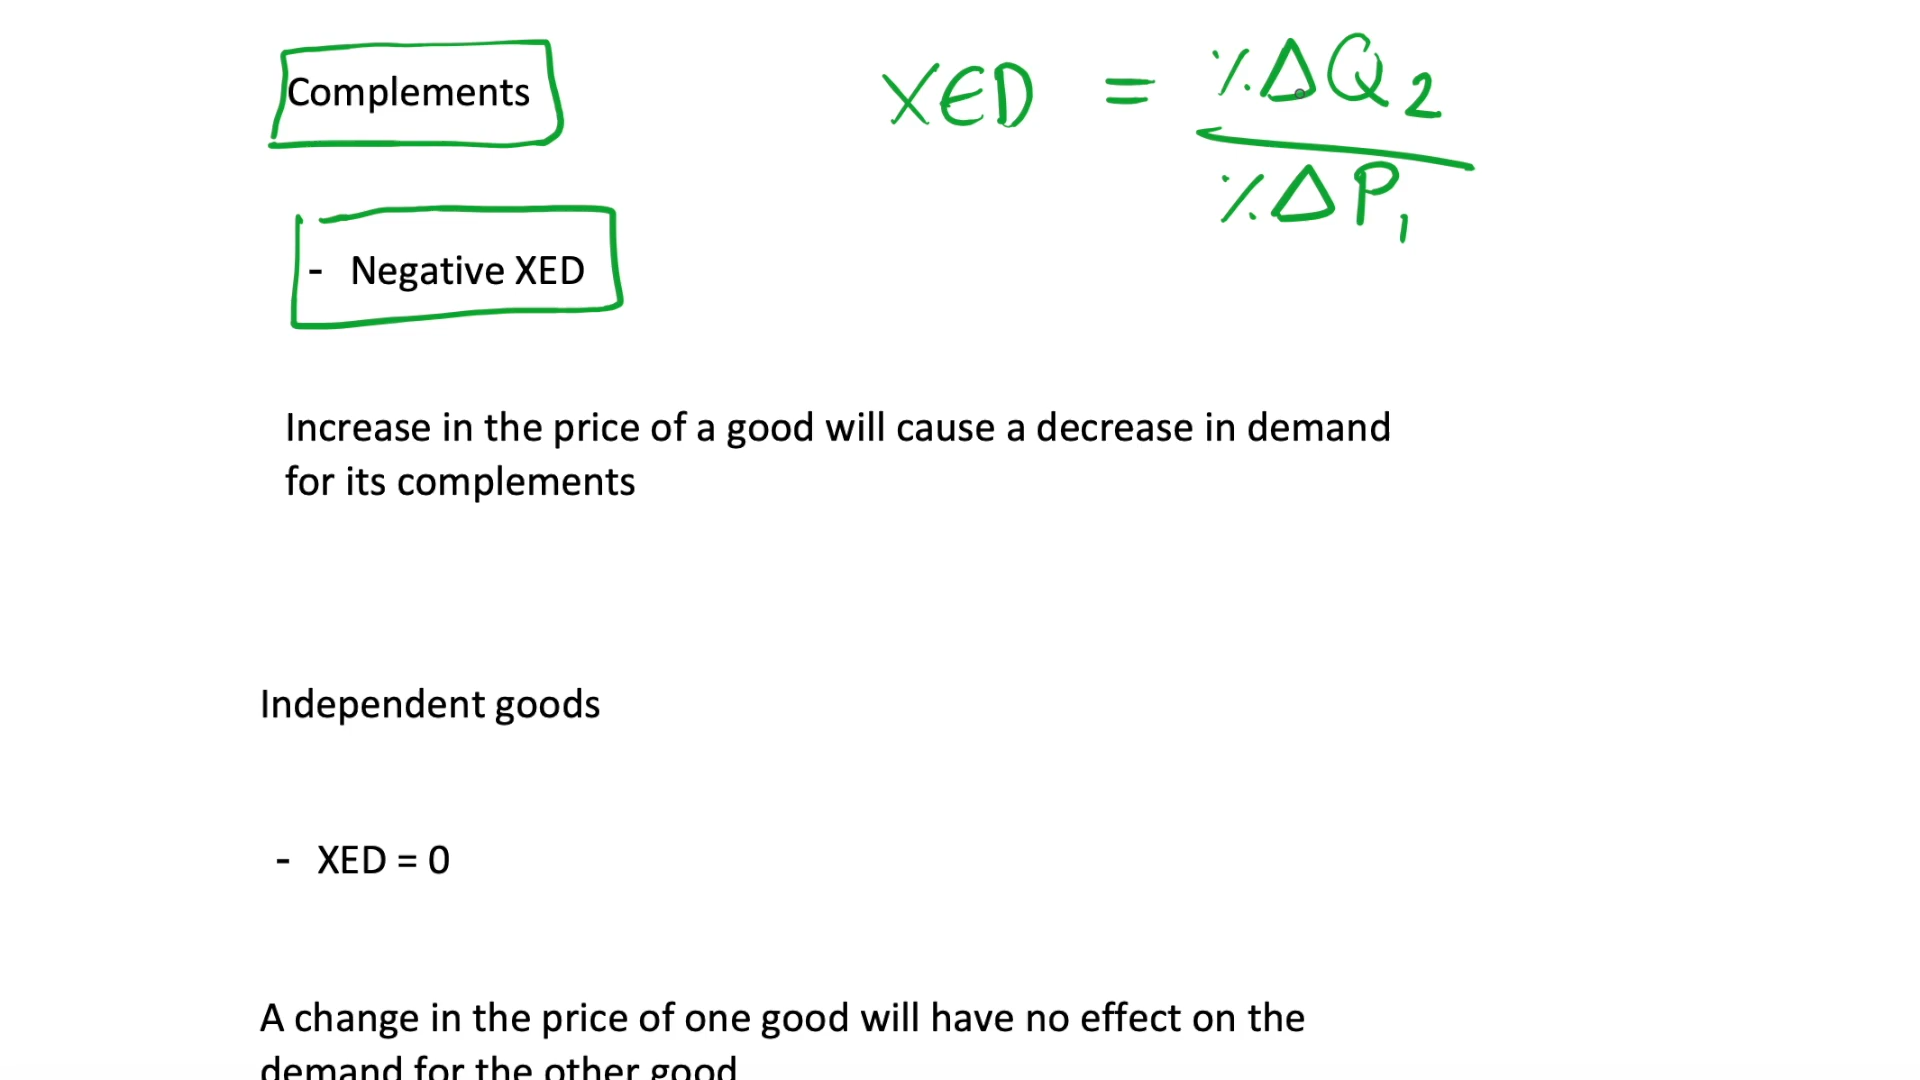 Complements
XED = %ΔQ2
%ΔP1
- Negative XED
Increase in the price of a good will cause a decrease in demand
for its complements
Independent goods
- XED = 0
A change in the price of one good will have no effect on the
demand for the other good